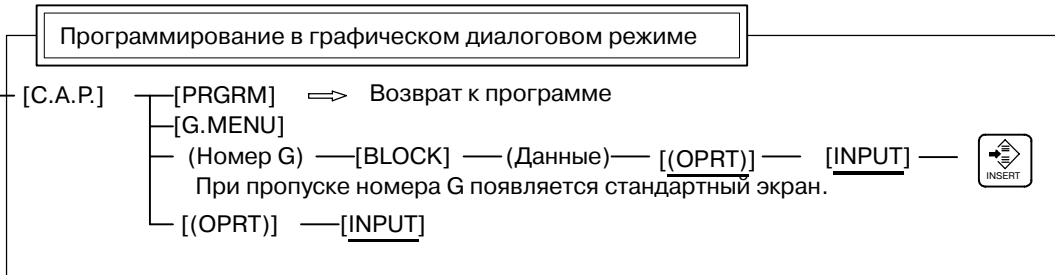 Программирование в графическом диалоговом режиме
[C.A.P.] [PRGRM] Возврат к программе
[G.MENU]
(Номер G) [BLOCK] (Данные) [(OPRT)] [INPUT] INSERT
При пропуске номера G появляется стандартный экран.
[(OPRT)] [INPUT]